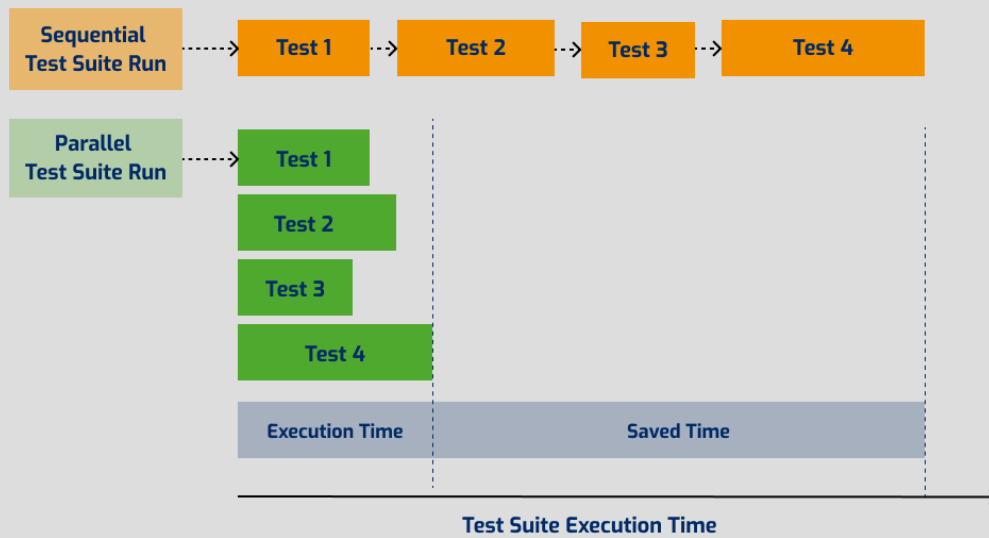 Sequential
Test Suite Run
Test 1
Test 2
Test 3
Test 4
Parallel
Test Suite Run
Test 1
Test 2
Test 3
Test 4
Execution Time
Saved Time
Test Suite Execution Time